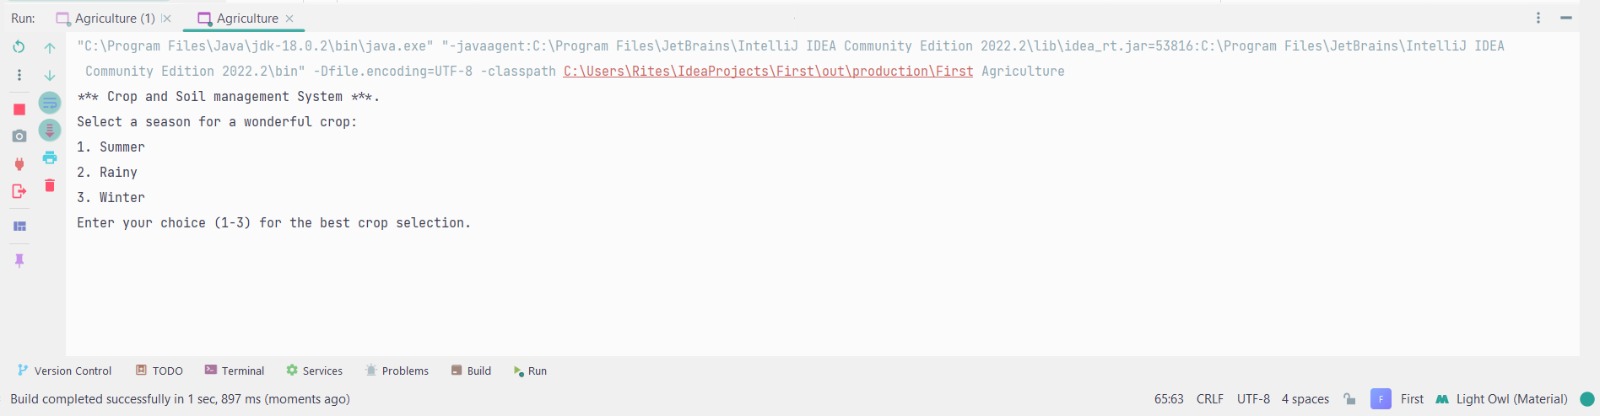 Run: Agriculture (1) Agriculture
"C:\Program Files\Java\jdk-18.0.2\bin\java.exe" "-javaagent:C:\Program Files\JetBrains\IntelliJ IDEA Community Edition 2022.2\lib\idea_rt.jar=53816:C:\Program Files\JetBrains\IntelliJ IDEA
Community Edition 2022.2\bin" -Dfile.encoding=UTF-8 -classpath C:\Users\Rites\IdeaProjects\First\out\production\First Agriculture
*** Crop and Soil management System ***.
Select a season for a wonderful crop:
1. Summer
2. Rainy
3. Winter
Enter your choice (1-3) for the best crop selection.
Version Control TODO Terminal Services Problems Build Run
Build completed successfully in 1 sec, 897 ms (moments ago) 65:63 CRLF UTF-8 4 spaces F First Light Owl (Material)